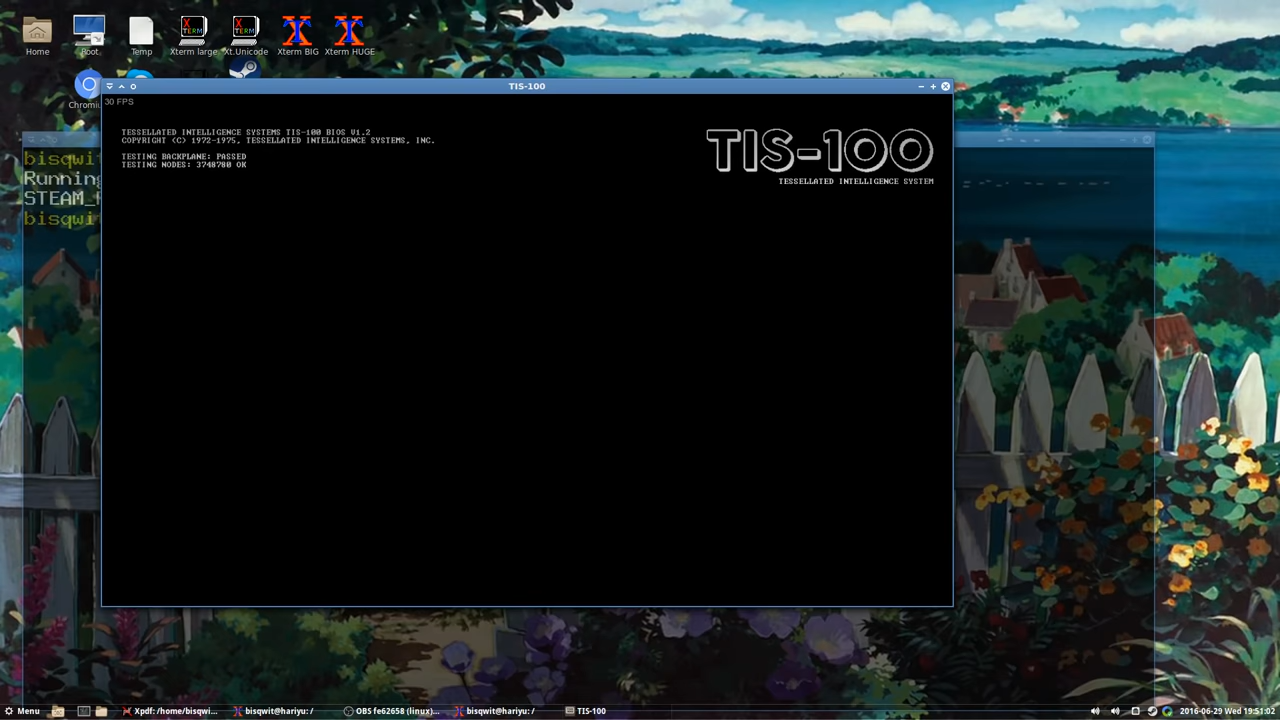 Home
Root
Temp
Xterm large
Xt.Unicode
Xterm BIG
Xterm HUGE
TIS-100
30 FPS
TESSELLATED INTELLIGENCE SYSTEMS TIS-100 BIOS V1.2
COPYRIGHT (C) 1972-1975, TESSELLATED INTELLIGENCE SYSTEMS, INC.
TESTING BACKPLANE: PASSED
TESTING NODES: 3748780 OK
TIS-100
TESSELLATED INTELLIGENCE SYSTEM
bisqwit
Running
STEAM_
bisqwit
Menu
Xpdf: /home/bisqwi...
bisqwit@hariyu: /
OBS fe62658 (linux)...
bisqwit@hariyu: /
TIS-100
2016-06-29 Wed 19:51:02